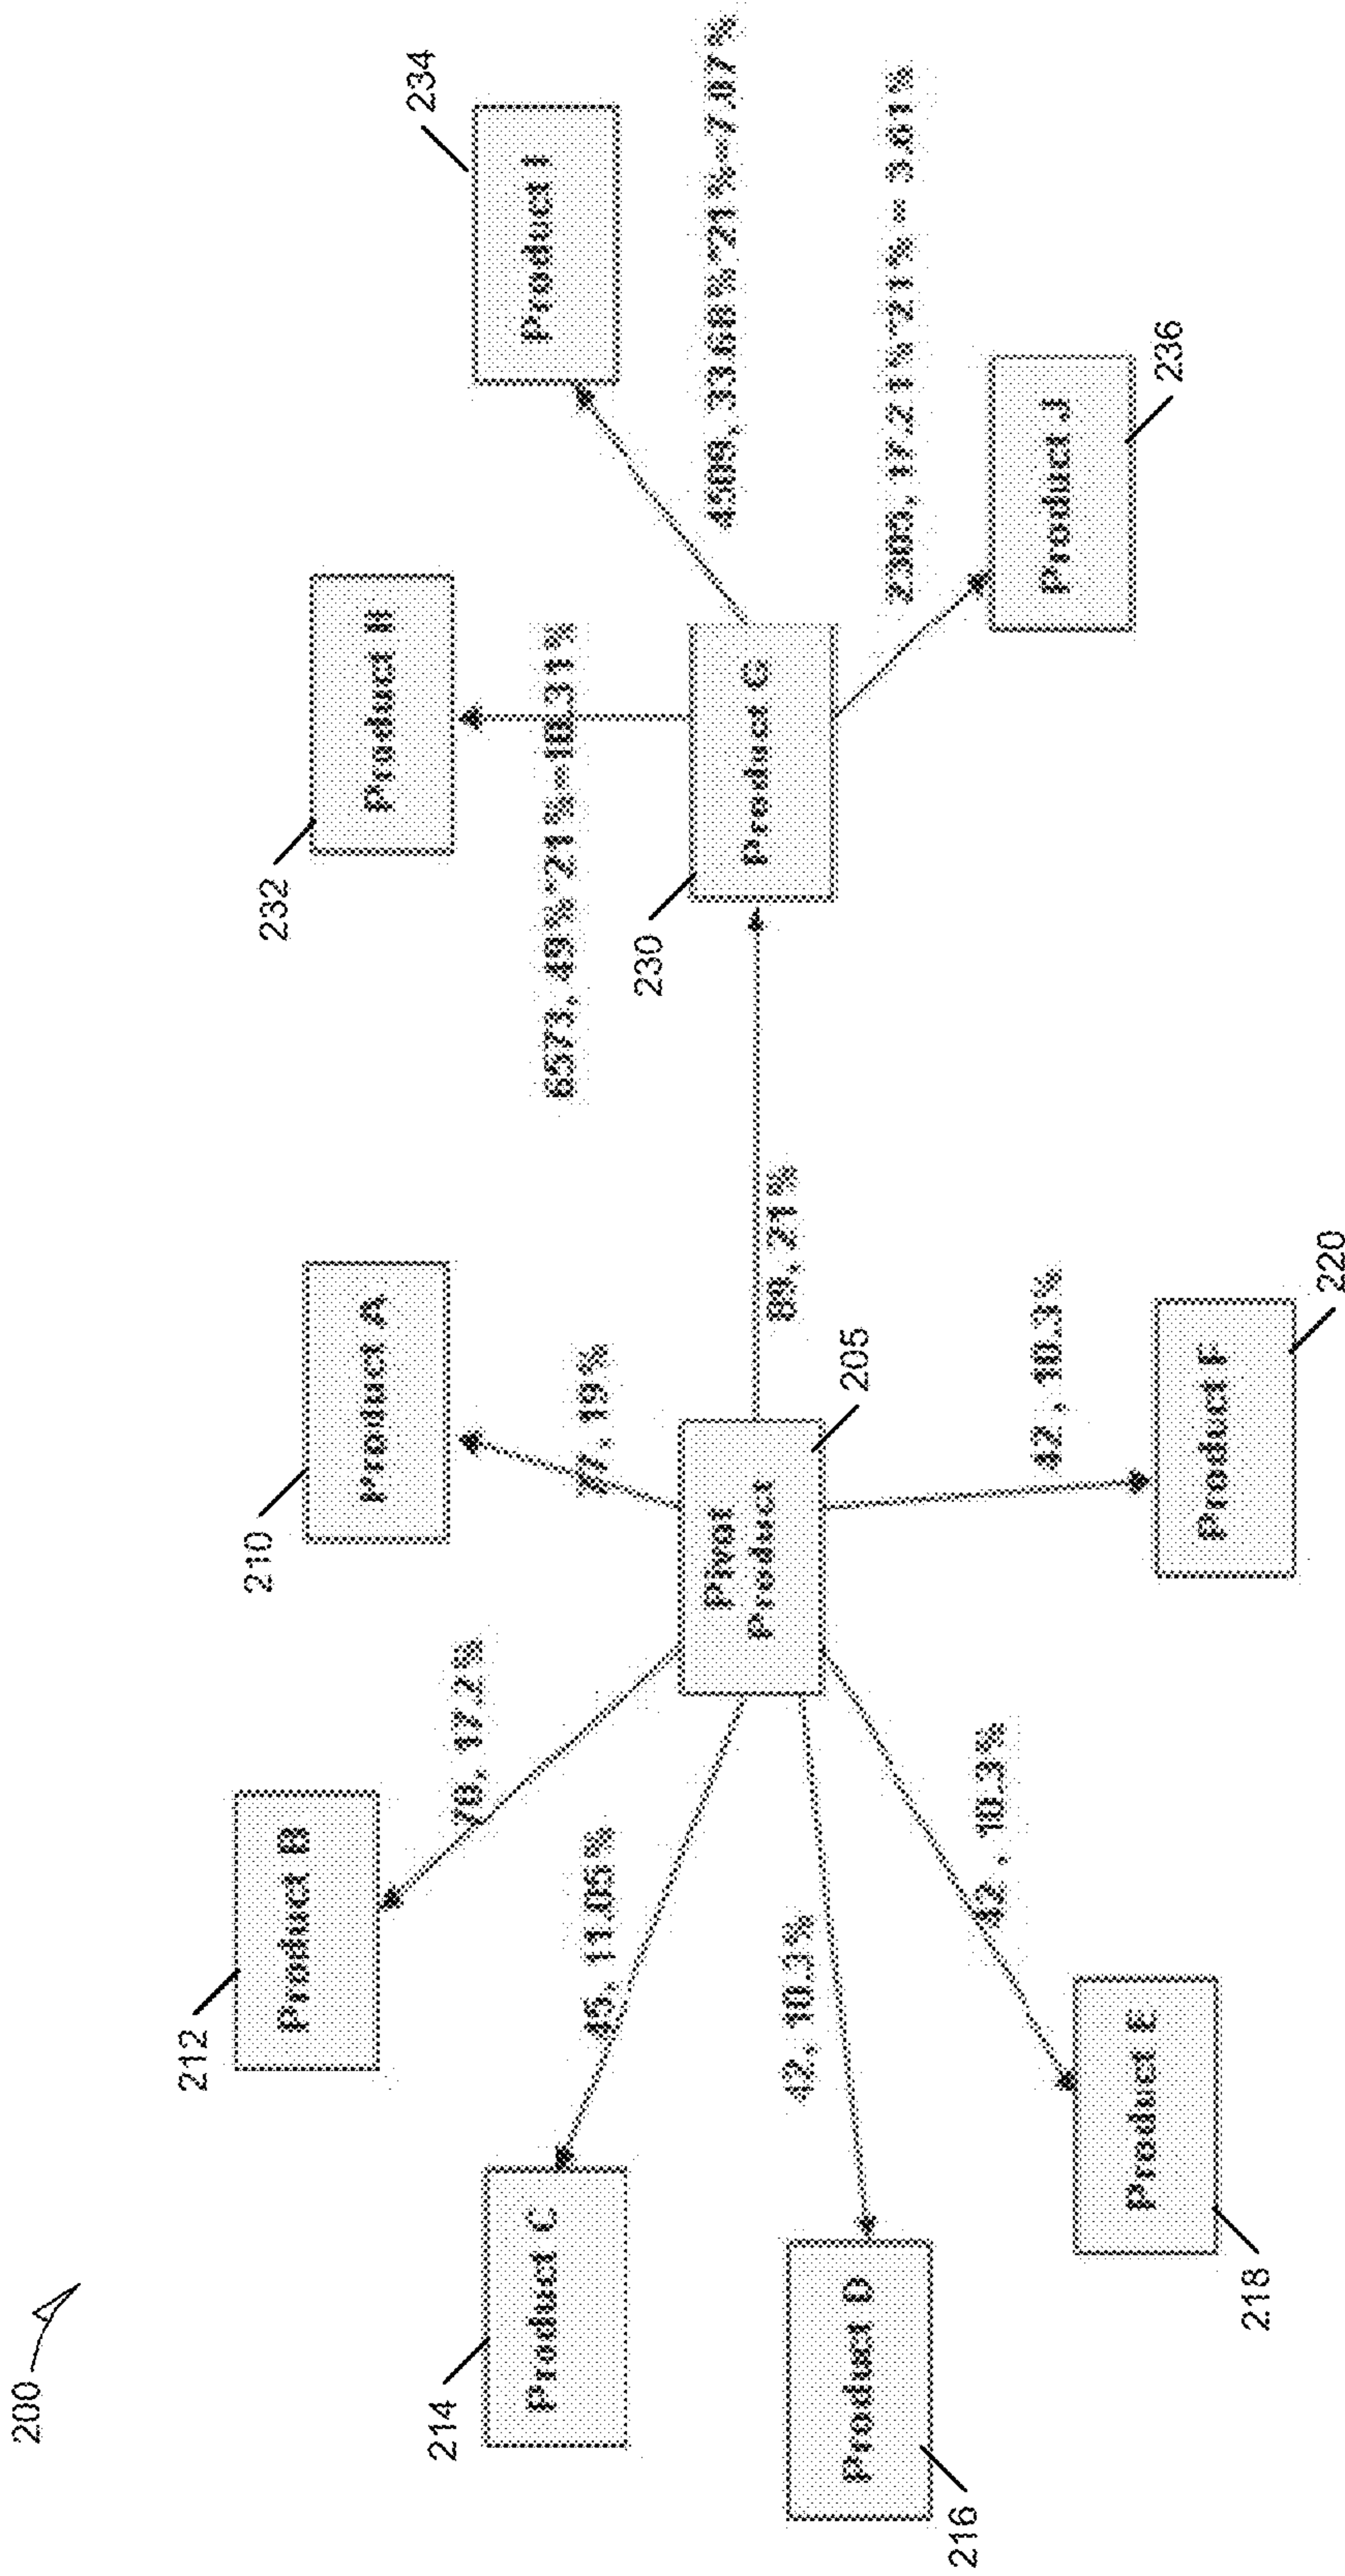 200
212
Product B
70, 17.2%
210
Product A
77, 19%
232
Product H
6573, 49%*21%=10.31%
234
Product I
214
Product C
45, 11.05%
Pivot
Product
205
89, 21%
230
Product G
4509, 33.68%*21%=7.07%
216
Product D
42, 10.3%
218
Product E
42, 10.3%
220
Product F
42, 10.3%
17.21%*21% = 3.61%
236
Product J